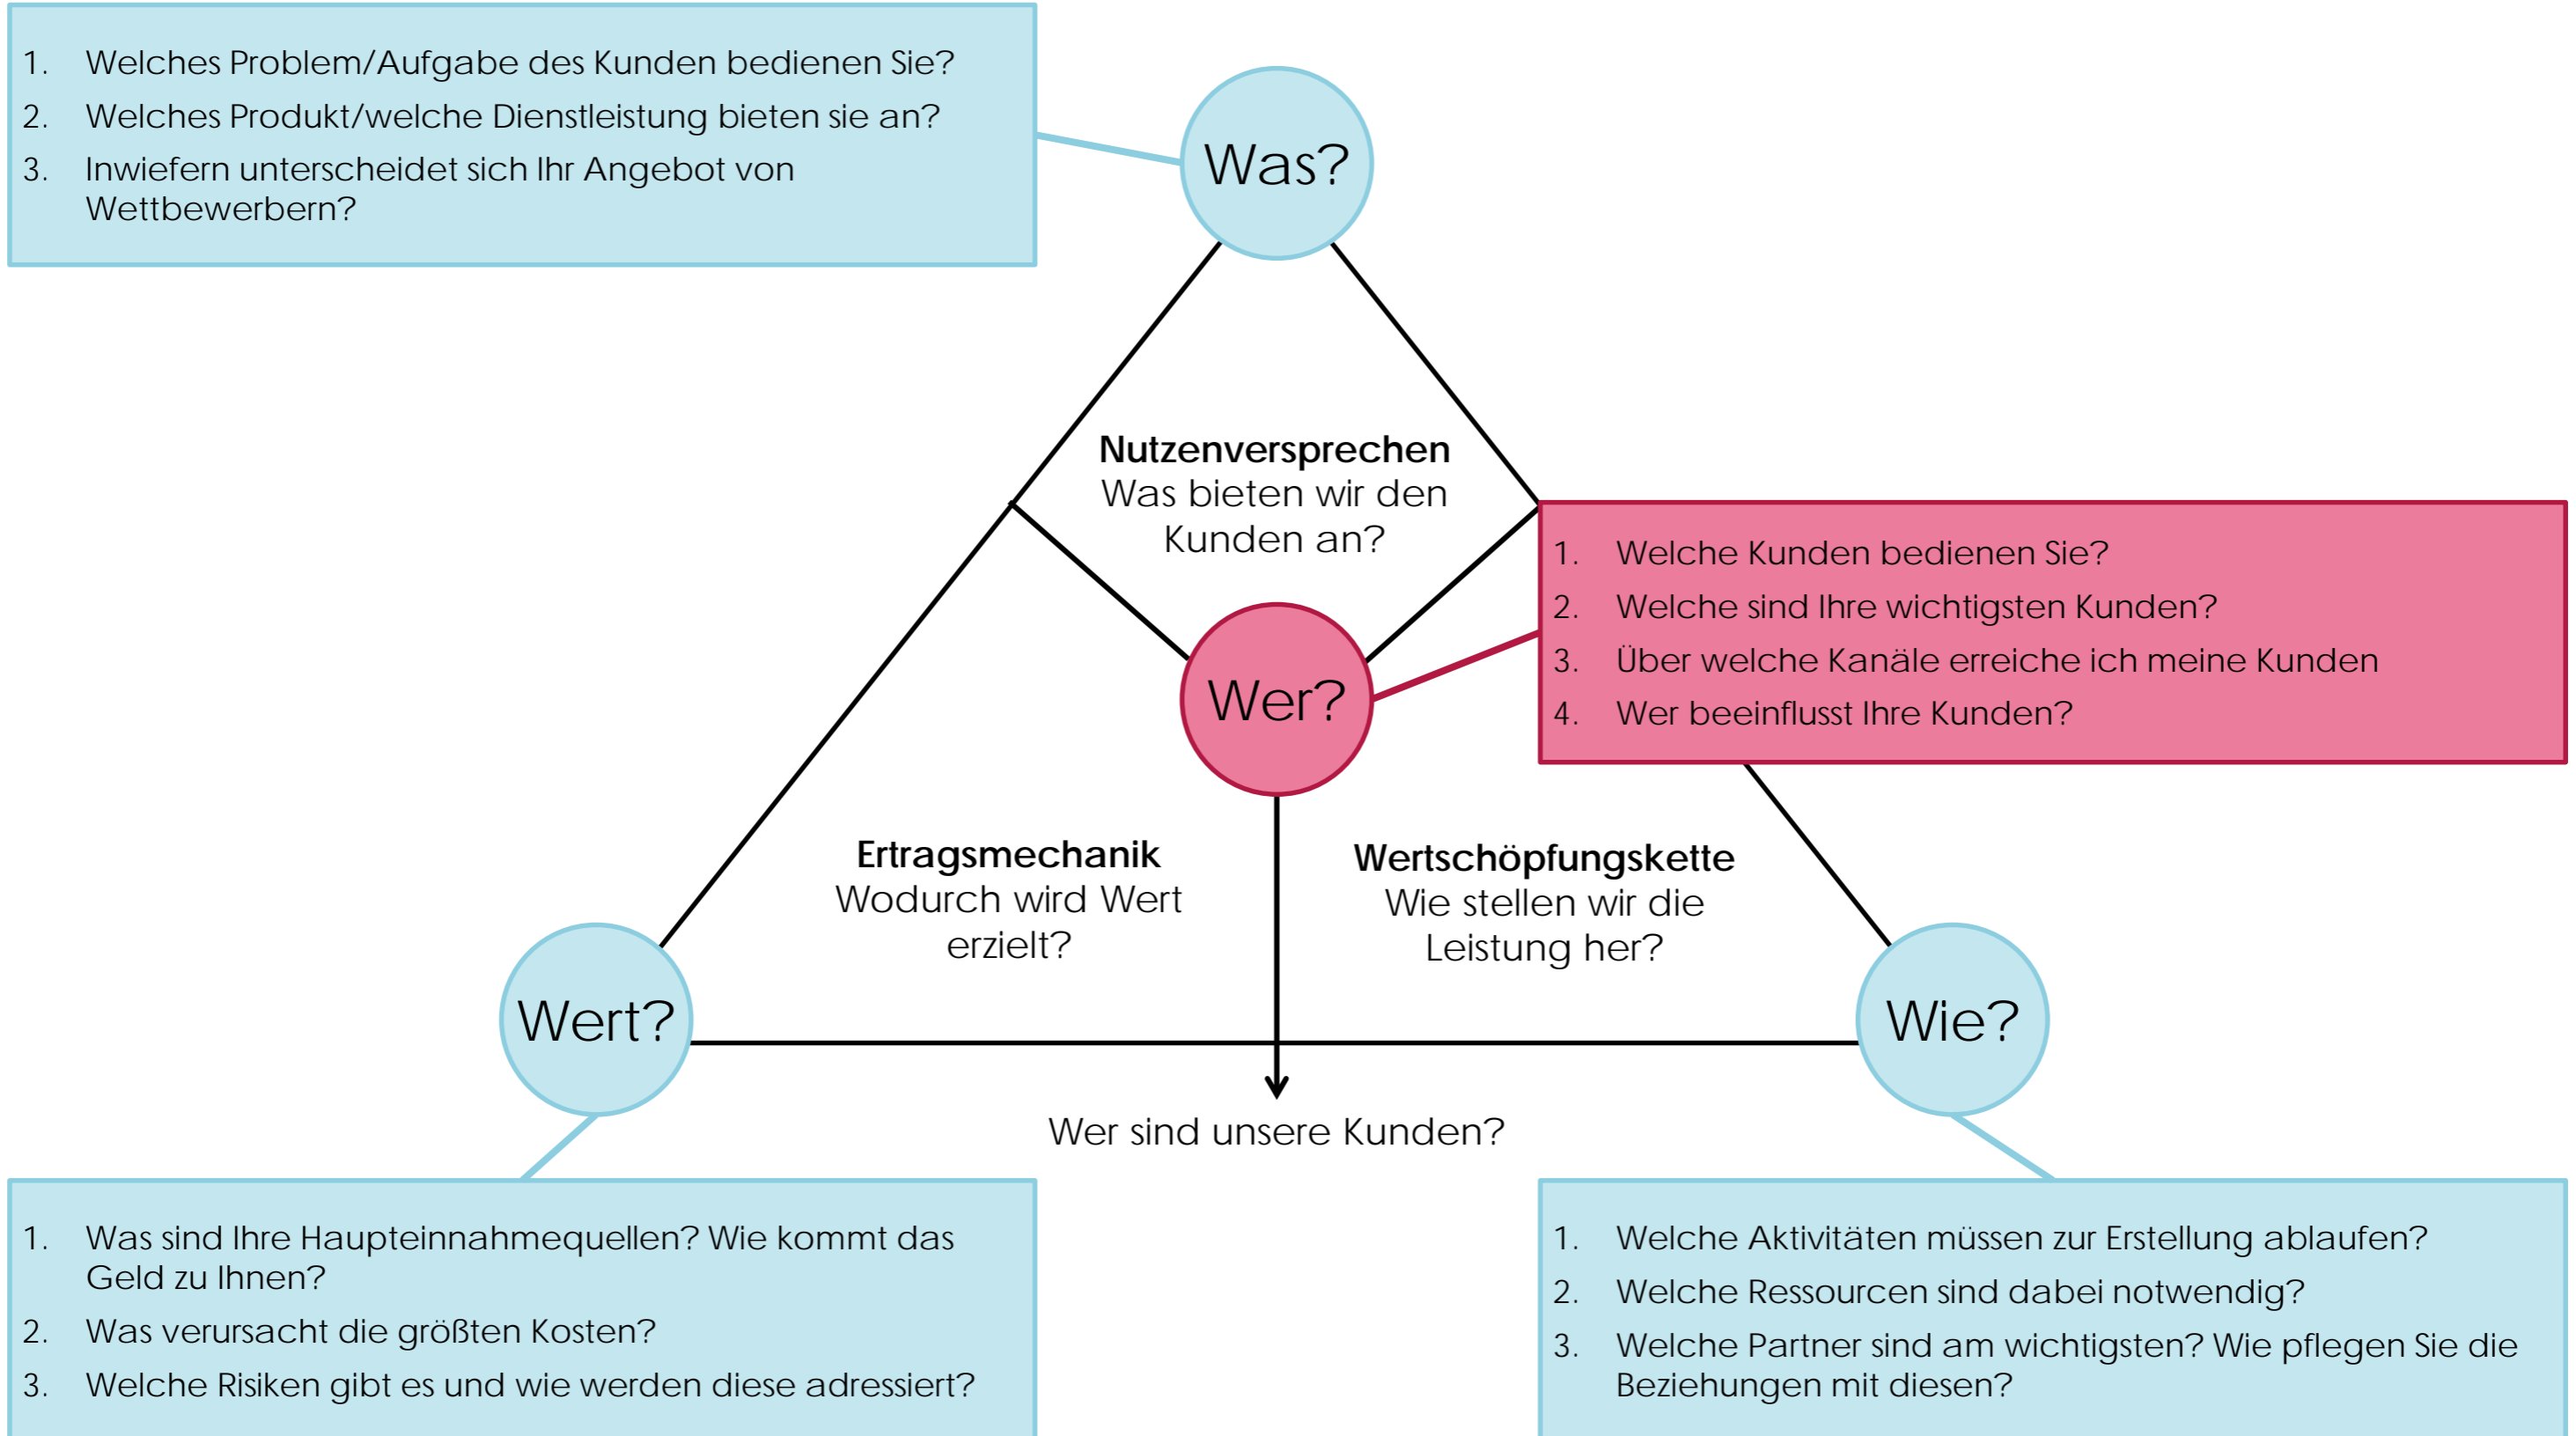 1. Welches Problem/Aufgabe des Kunden bedienen Sie?
2. Welches Produkt/welche Dienstleistung bieten sie an?
3. Inwiefern unterscheidet sich Ihr Angebot von
Wettbewerbern?
Was?
Nutzenversprechen
Was bieten wir den
Kunden an?
1. Welche Kunden bedienen Sie?
2. Welche sind Ihre wichtigsten Kunden?
3. Über welche Kanäle erreiche ich meine Kunden
4. Wer beeinflusst Ihre Kunden?
Wer?
Ertragsmechanik
Wodurch wird Wert
erzielt?
Wertschöpfungskette
Wie stellen wir die
Leistung her?
Wert?
Wie?
Wer sind unsere Kunden?
1. Was sind Ihre Haupteinnahmequellen? Wie kommt das
Geld zu Ihnen?
2. Was verursacht die größten Kosten?
3. Welche Risiken gibt es und wie werden diese adressiert?
1. Welche Aktivitäten müssen zur Erstellung ablaufen?
2. Welche Ressourcen sind dabei notwendig?
3. Welche Partner sind am wichtigsten? Wie pflegen Sie die
Beziehungen mit diesen?